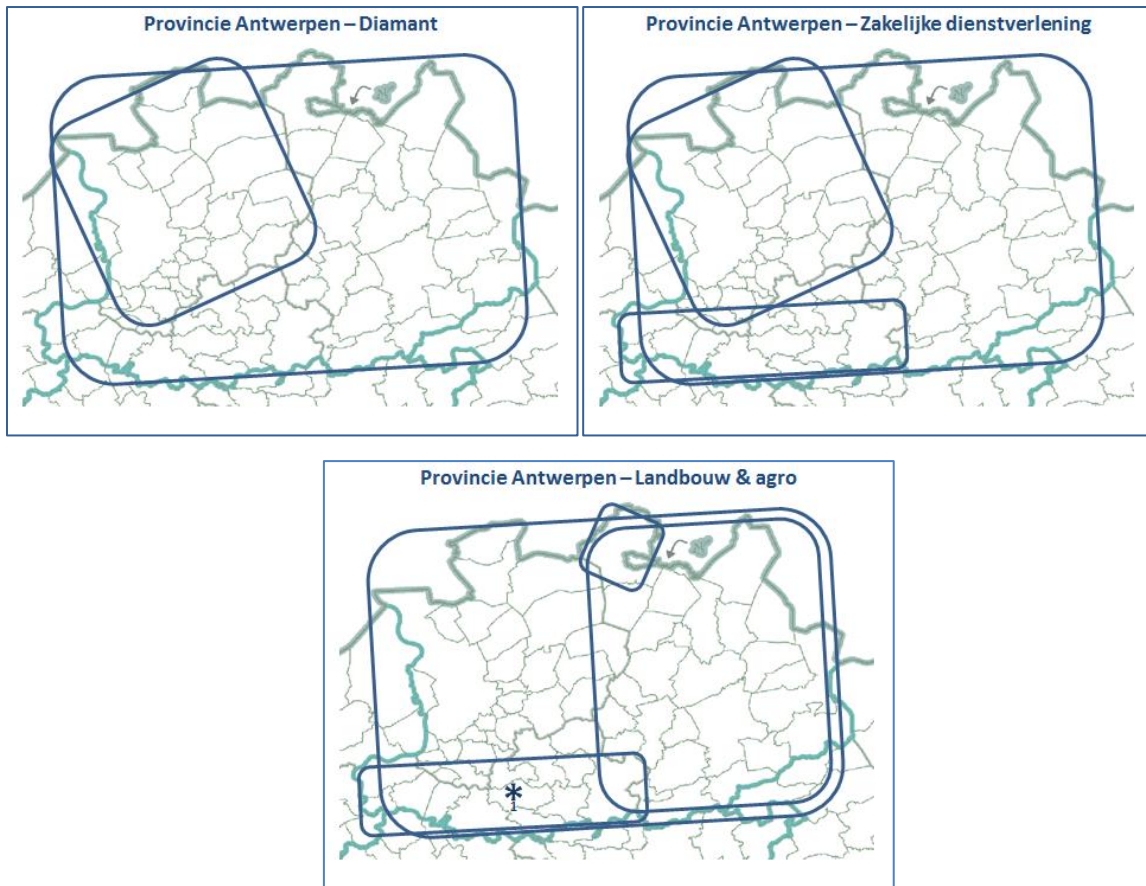 Provincie Antwerpen – Diamant
Provincie Antwerpen – Zakelijke dienstverlening
Provincie Antwerpen – Landbouw & agro
*
1